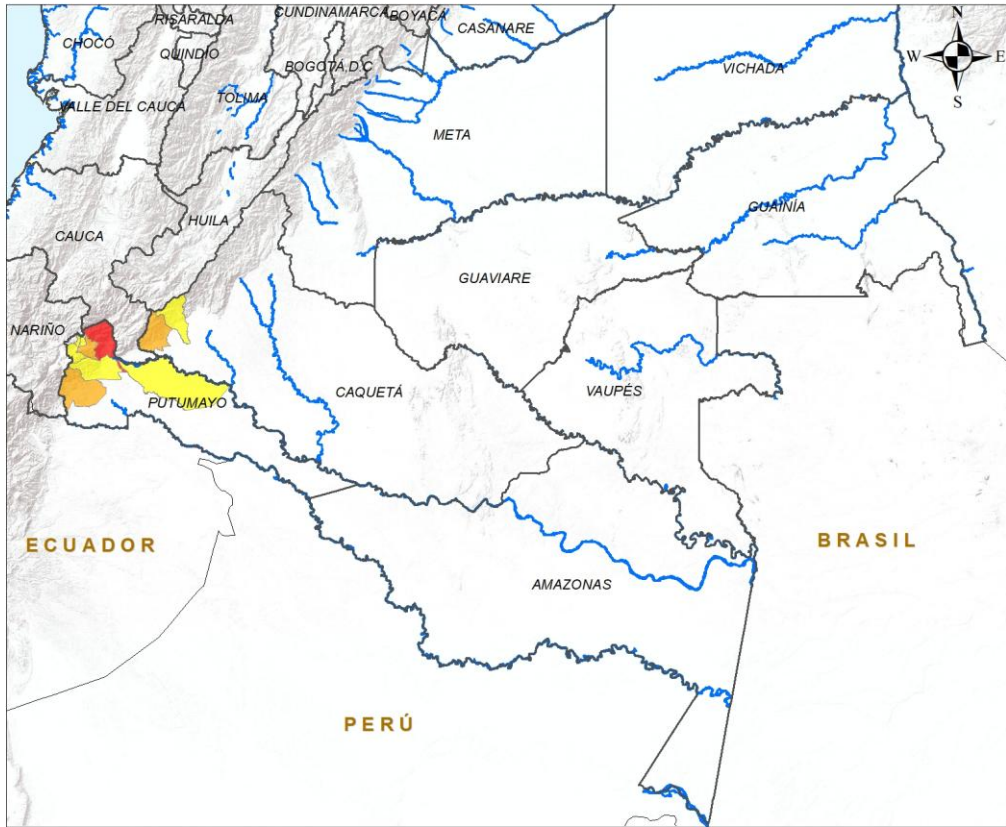 CUNDINAMARCA
BOYACÁ
RISARALDA
CASANARE
N
CHOCÓ
QUINDÍO
BOGOTÁ D.C
VICHADA
W
E
S
VALLE DEL CAUCA
TOLIMA
META
GUAINÍA
HUILA
CAUCA
GUAVIARE
NARIÑO
CAQUETÁ
VAUPÉS
PUTUMAYO
ECUADOR
BRASIL
AMAZONAS
PERÚ